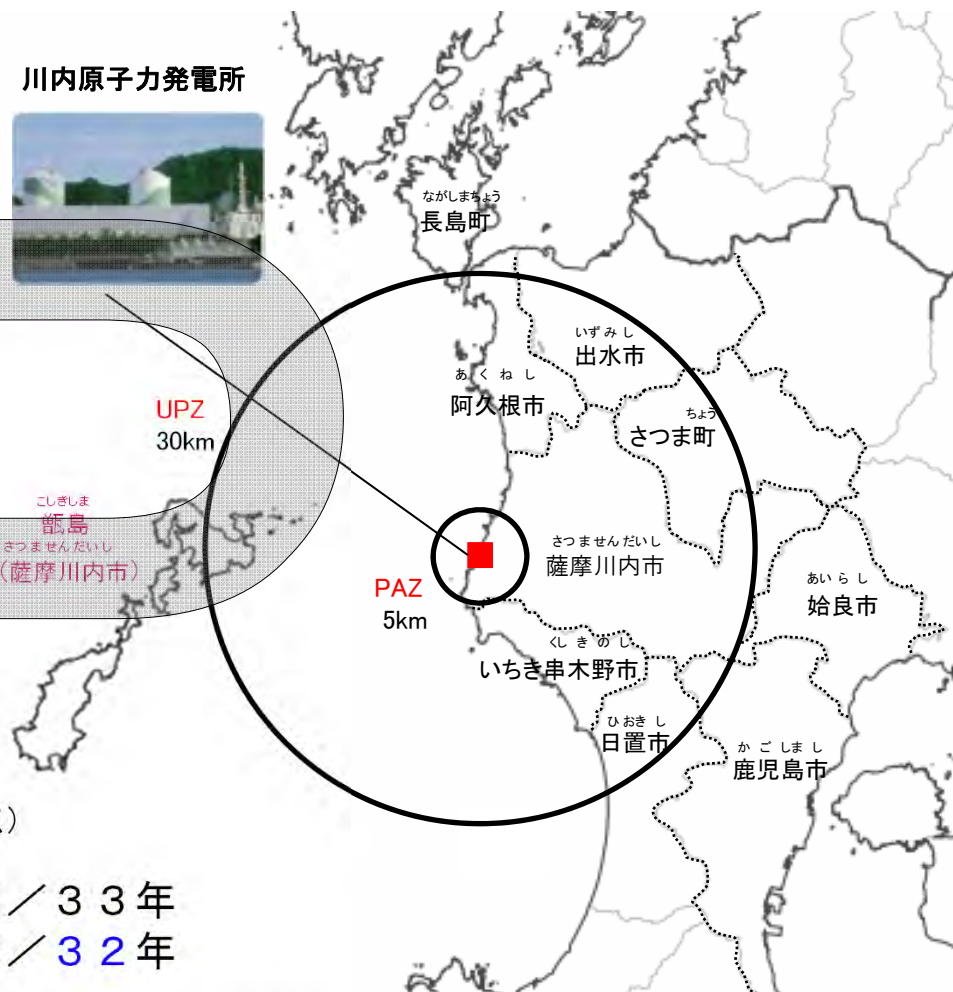 川内原子力発電所
ながしまちょう
長島町
いずみし
出水市
あくねし
阿久根市
ちょう
さつま町
UPZ
30km
こしきしま
甑島
さつませんだいし
(薩摩川内市)
さつませんだいし
薩摩川内市
PAZ
5km
あいらし
姶良市
くしきのし
いちき串木野市
ひおきし
日置市
かごしまし
鹿児島市
)
/33年
/32年